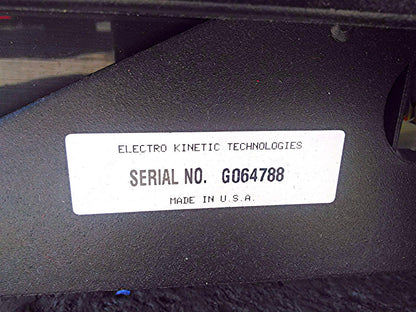 ELECTRO KINETIC TECHNOLOGIES
SERIAL NO. G064788
MADE IN U.S.A.